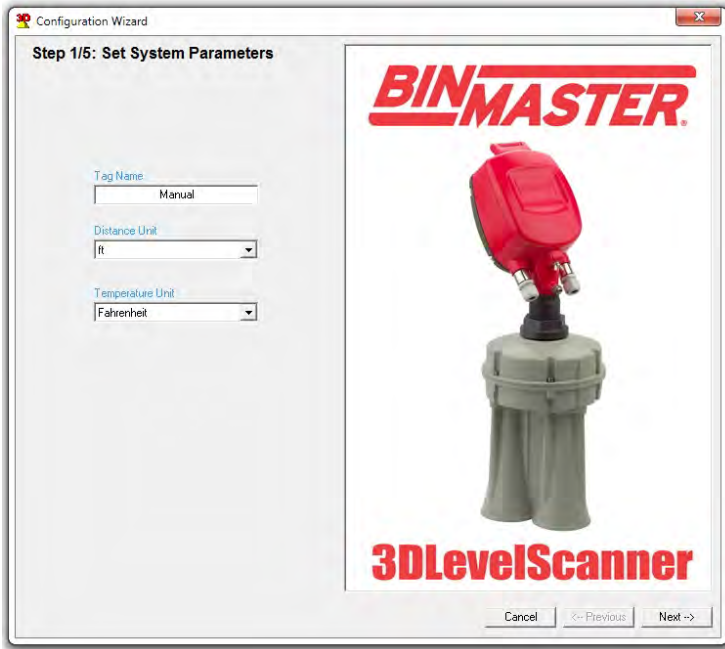 Configuration Wizard
Step 1/5: Set System Parameters
Tag Name
Manual
Distance Unit
ft
Temperature Unit
Fahrenheit
BINMASTER®
3DLevelScanner
Cancel
<-- Previous
Next -->